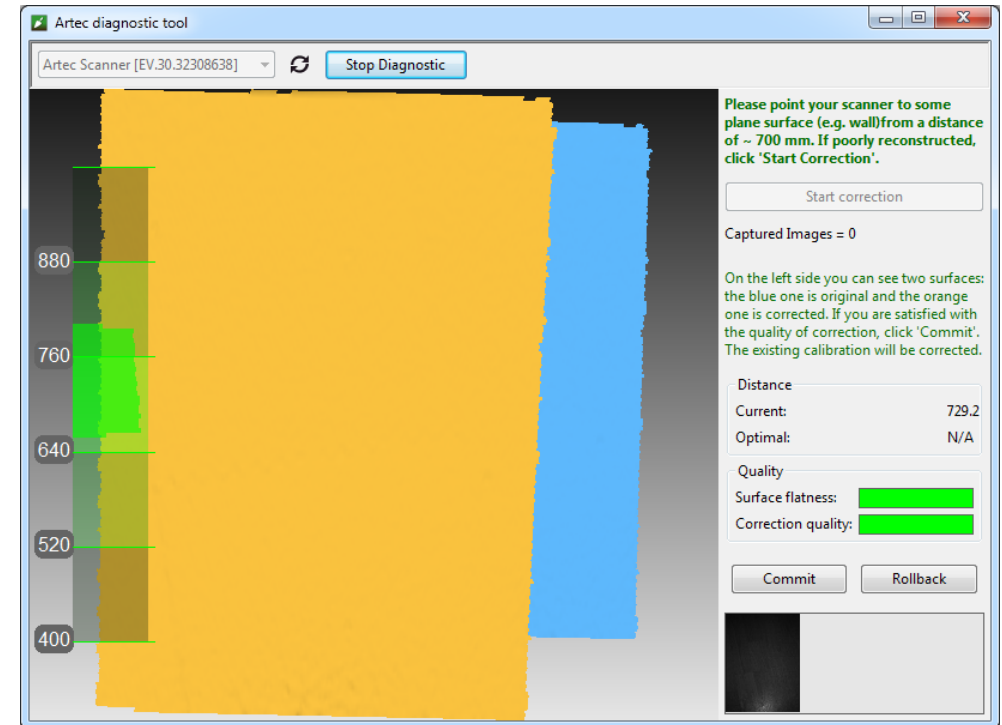 Artec diagnostic tool
Artec Scanner [EV.30.32308638]
Stop Diagnostic
Please point your scanner to some
plane surface (e.g. wall)from a distance
of ~ 700 mm. If poorly reconstructed,
click 'Start Correction'.
Start correction
Captured Images = 0
On the left side you can see two surfaces:
the blue one is original and the orange
one is corrected. If you are satisfied with
the quality of correction, click 'Commit'.
The existing calibration will be corrected.
Distance
Current: 729.2
Optimal: N/A
Quality
Surface flatness:
Correction quality:
Commit Rollback
880
760
640
520
400